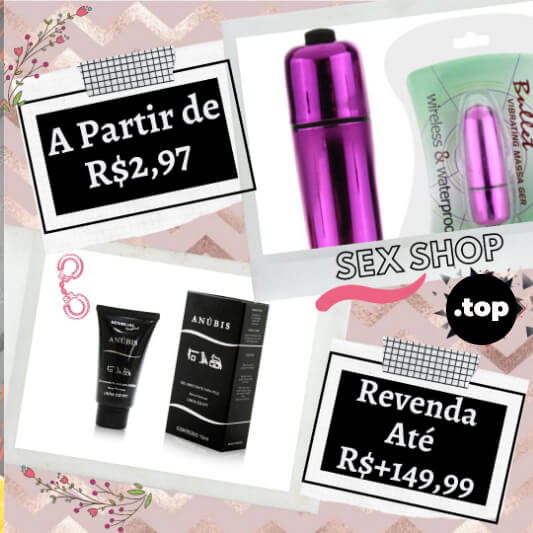 A Partir de
R$2,97
Bullet
VIBRATING MASSAGER
wireless & waterproof
SEX SHOP
.top
ANÚBIS
ANÚBIS
Revenda
Até
R$+149,99